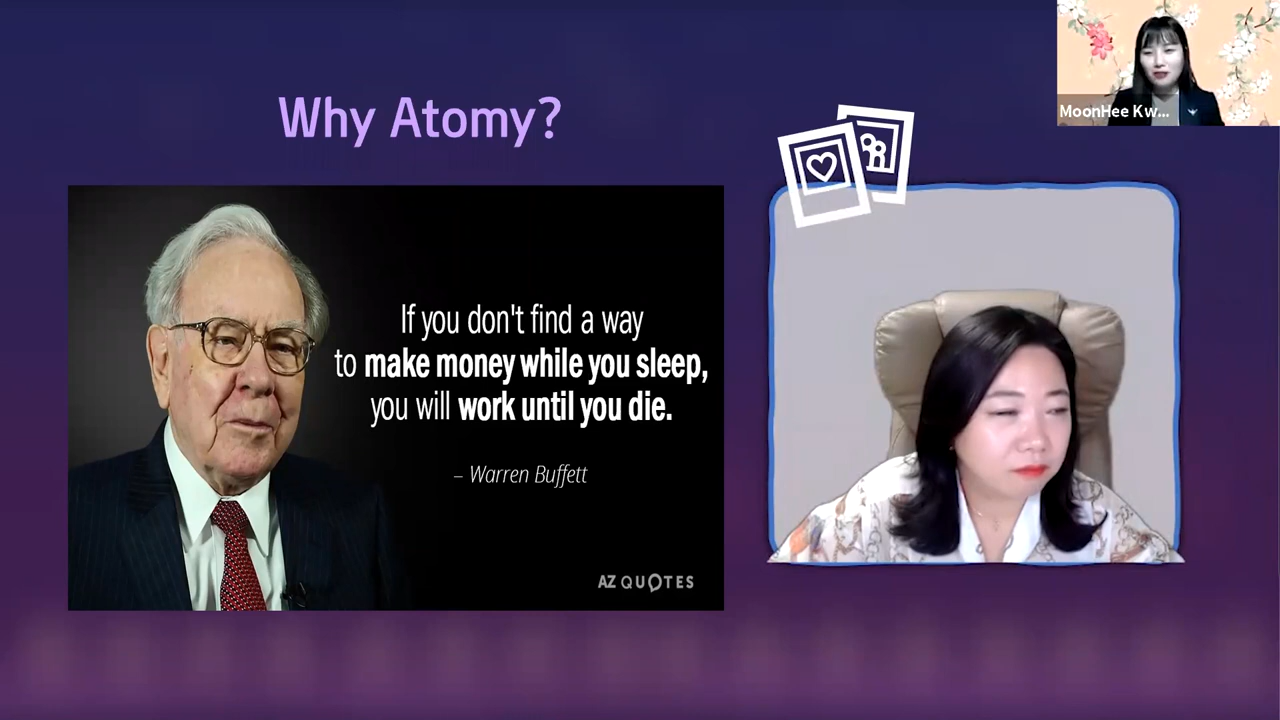 Why Atomy?
MoonHee Kw...
If you don't find a way
to make money while you sleep,
you will work until you die.
– Warren Buffett
AZ QUOTES